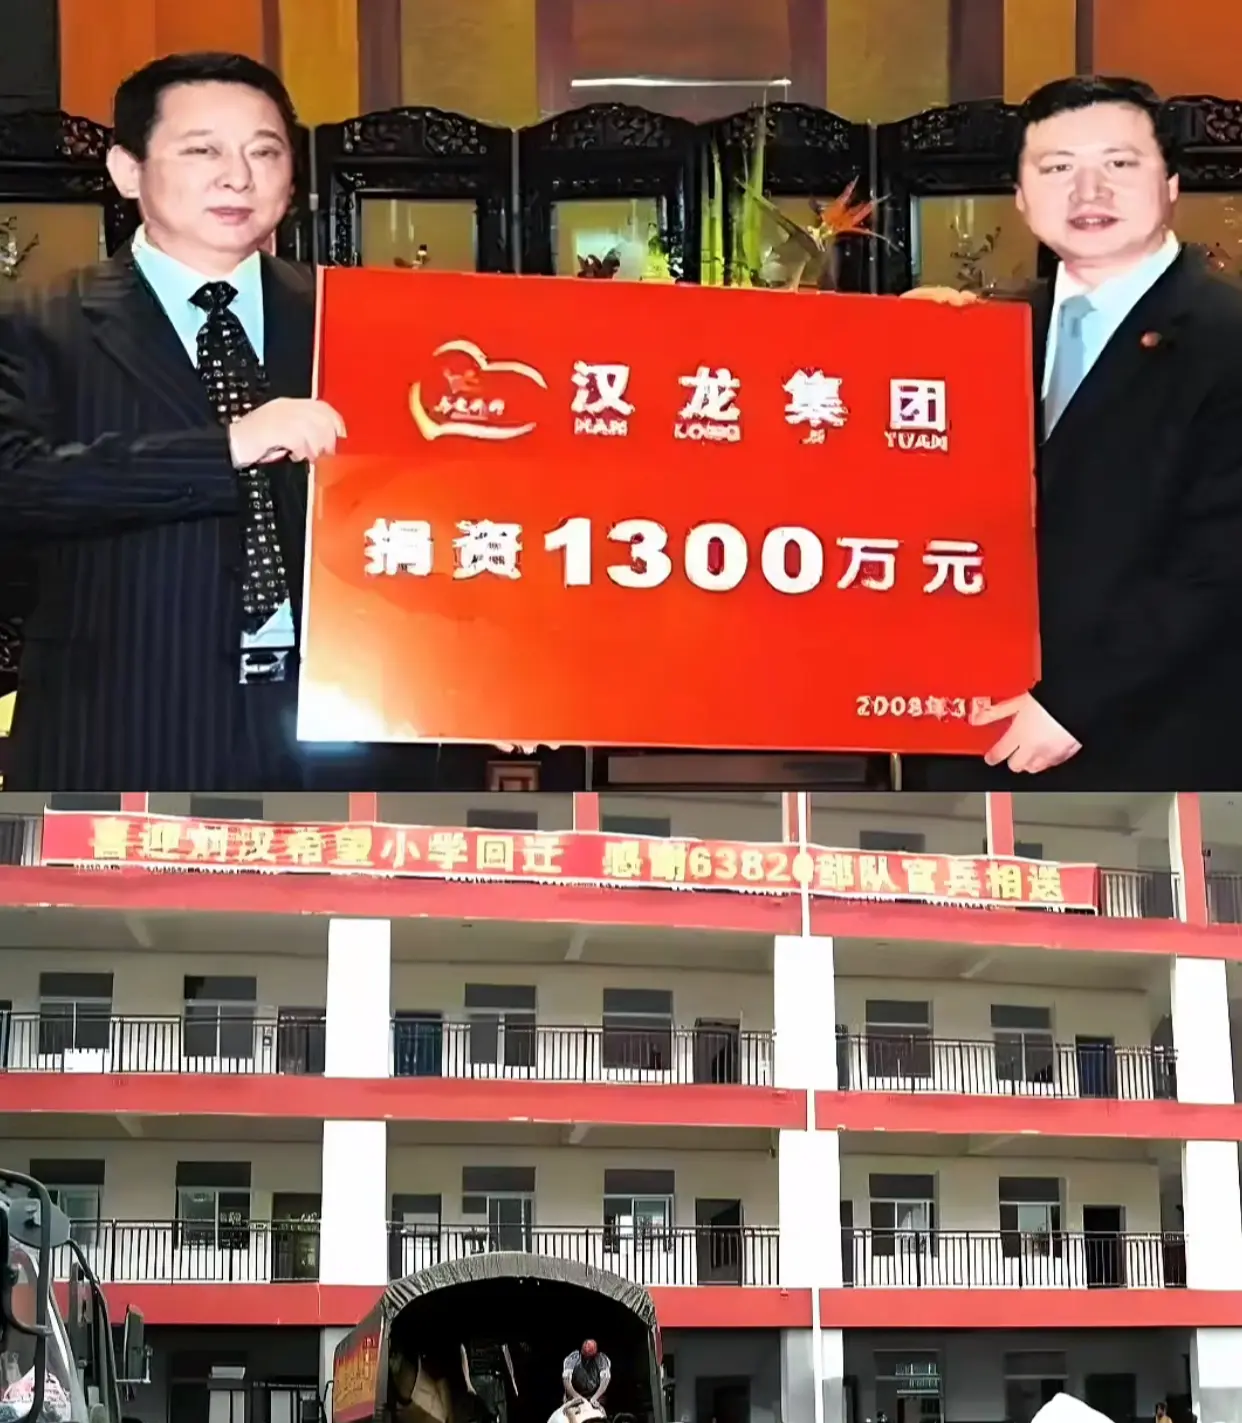 汉龙集团
HAN LONG JI TUAN
捐资1300万元
2008年
喜迎刘汉希望小学回迁 感谢63820部队官兵相送